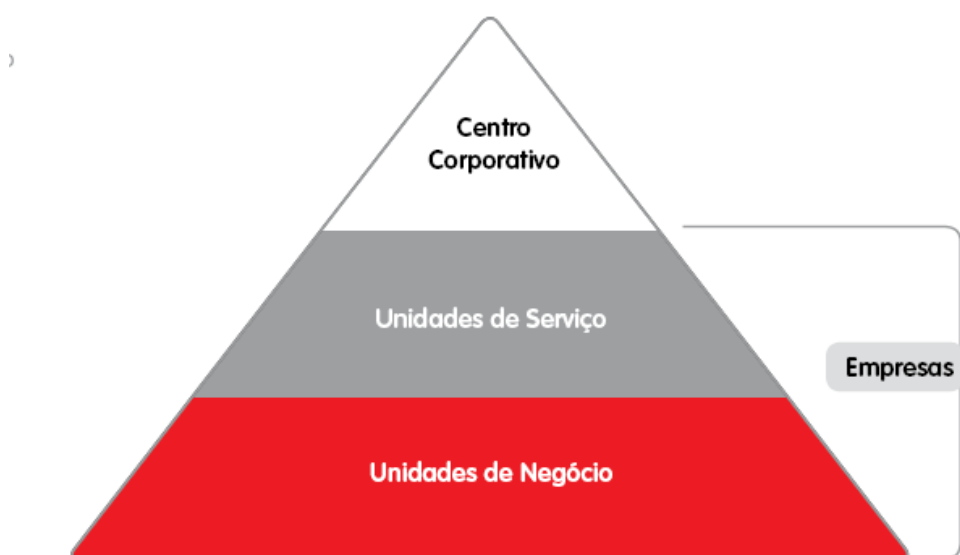 Centro
Corporativo
Unidades de Serviço
Empresas
Unidades de Negócio